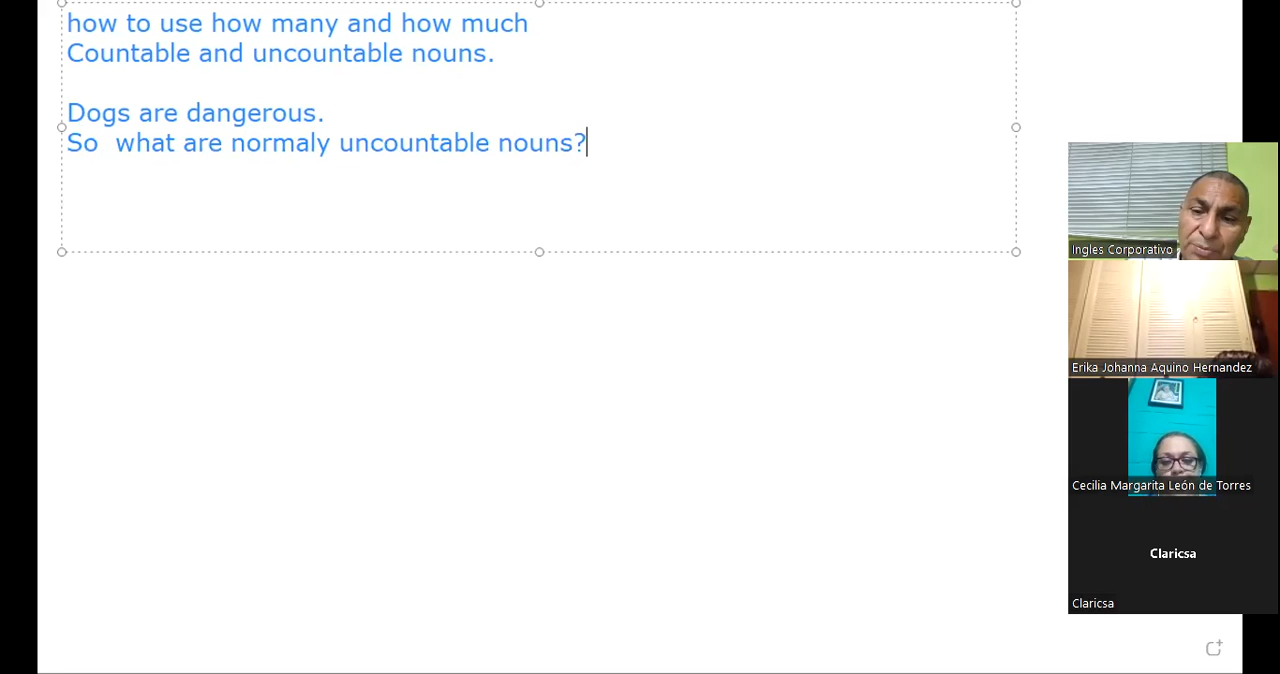 how to use how many and how much
Countable and uncountable nouns.
Dogs are dangerous.
So  what are normaly uncountable nouns?
Ingles Corporativo
Erika Johanna Aquino Hernandez
Cecilia Margarita León de Torres
Claricsa
Claricsa